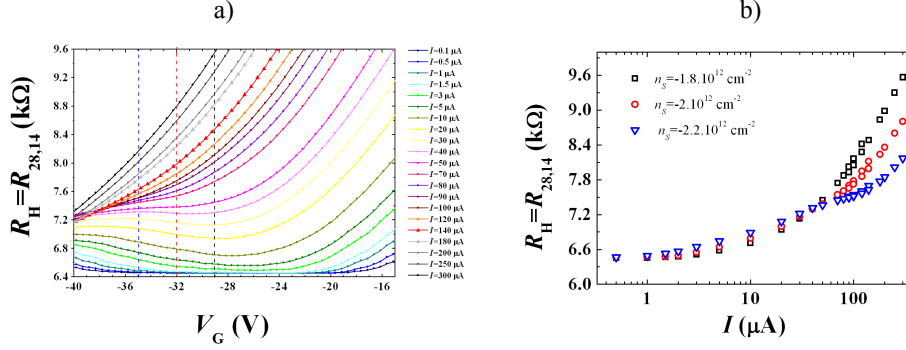 a)
R_H=R_28,14 (kΩ)
9.6
9.2
8.8
8.4
8.0
7.6
7.2
6.8
6.4
-40
-36
-32
-28
-24
-20
-16
V_G (V)
I=0.1 µA
I=0.5 µA
I=1 µA
I=1.5 µA
I=3 µA
I=5 µA
I=10 µA
I=20 µA
I=30 µA
I=40 µA
I=50 µA
I=70 µA
I=80 µA
I=90 µA
I=100 µA
I=120 µA
I=140 µA
I=180 µA
I=200 µA
I=250 µA
I=300 µA
b)
R_H=R_28,14 (kΩ)
9.6
9.0
8.4
7.8
7.2
6.6
6.0
n_S=-1.8.10^12 cm^-2
n_S=-2.10^12 cm^-2
n_S=-2.2.10^12 cm^-2
1
10
100
I (µA)